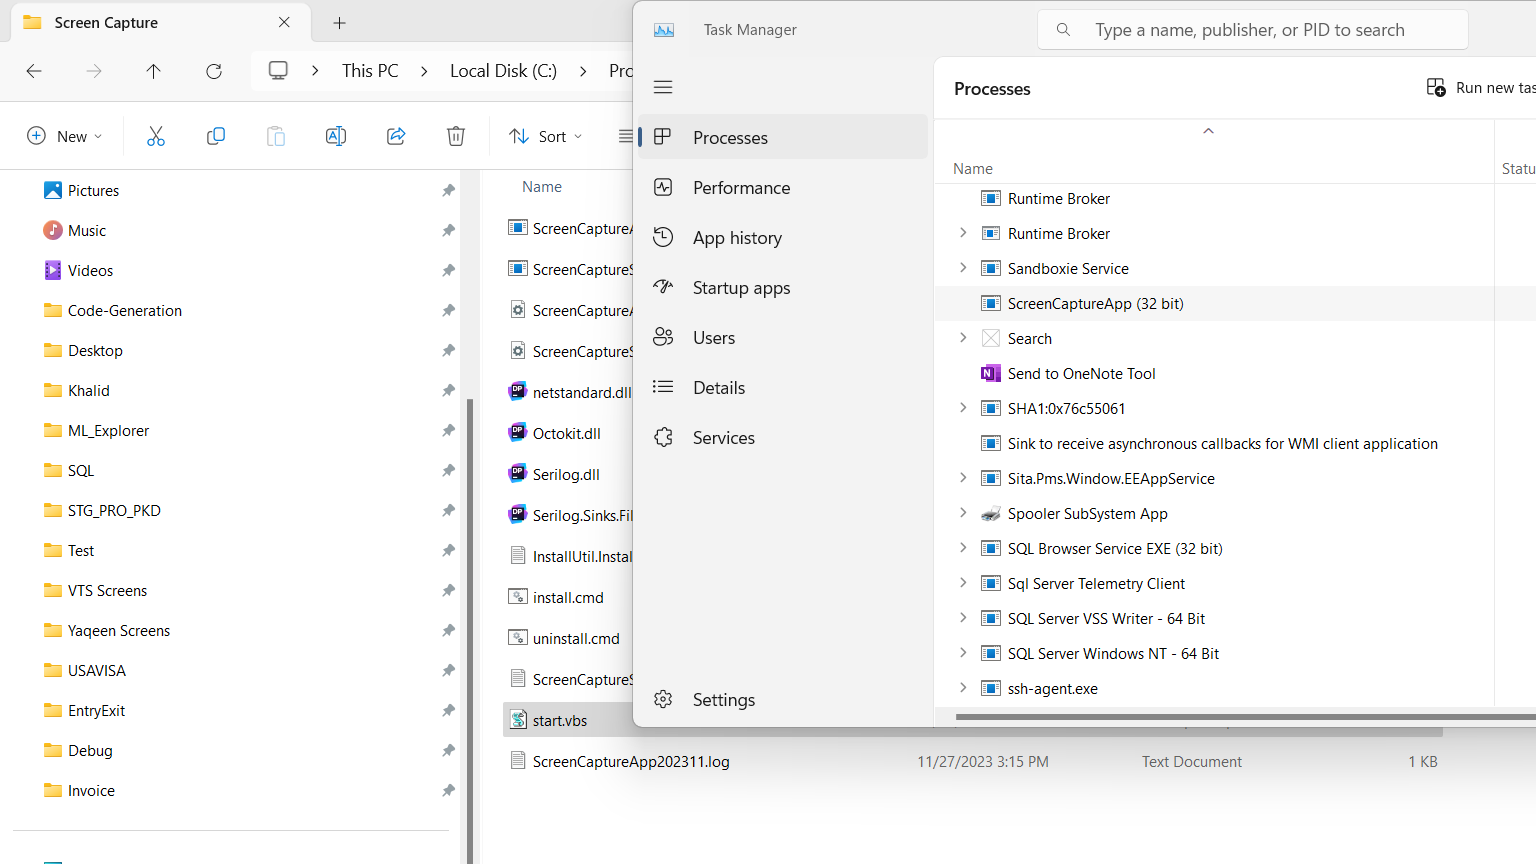 Screen Capture
This PC
Local Disk (C:)
New
Sort
Pictures
Music
Videos
Code-Generation
Desktop
Khalid
ML_Explorer
SQL
STG_PRO_PKD
Test
VTS Screens
Yaqeen Screens
USAVISA
EntryExit
Debug
Invoice
Name
ScreenCaptureA
ScreenCaptureS
ScreenCaptureA
ScreenCaptureS
netstandard.dll
Octokit.dll
Serilog.dll
Serilog.Sinks.Fil
InstallUtil.Instal
install.cmd
uninstall.cmd
ScreenCaptureS
start.vbs
ScreenCaptureApp202311.log 11/27/2023 3:15 PM Text Document 1 KB
Task Manager
Type a name, publisher, or PID to search
Processes
Performance
App history
Startup apps
Users
Details
Services
Settings
Processes
Run new tas
Name
Statu
Runtime Broker
Runtime Broker
Sandboxie Service
ScreenCaptureApp (32 bit)
Search
Send to OneNote Tool
SHA1:0x76c55061
Sink to receive asynchronous callbacks for WMI client application
Sita.Pms.Window.EEAppService
Spooler SubSystem App
SQL Browser Service EXE (32 bit)
Sql Server Telemetry Client
SQL Server VSS Writer - 64 Bit
SQL Server Windows NT - 64 Bit
ssh-agent.exe